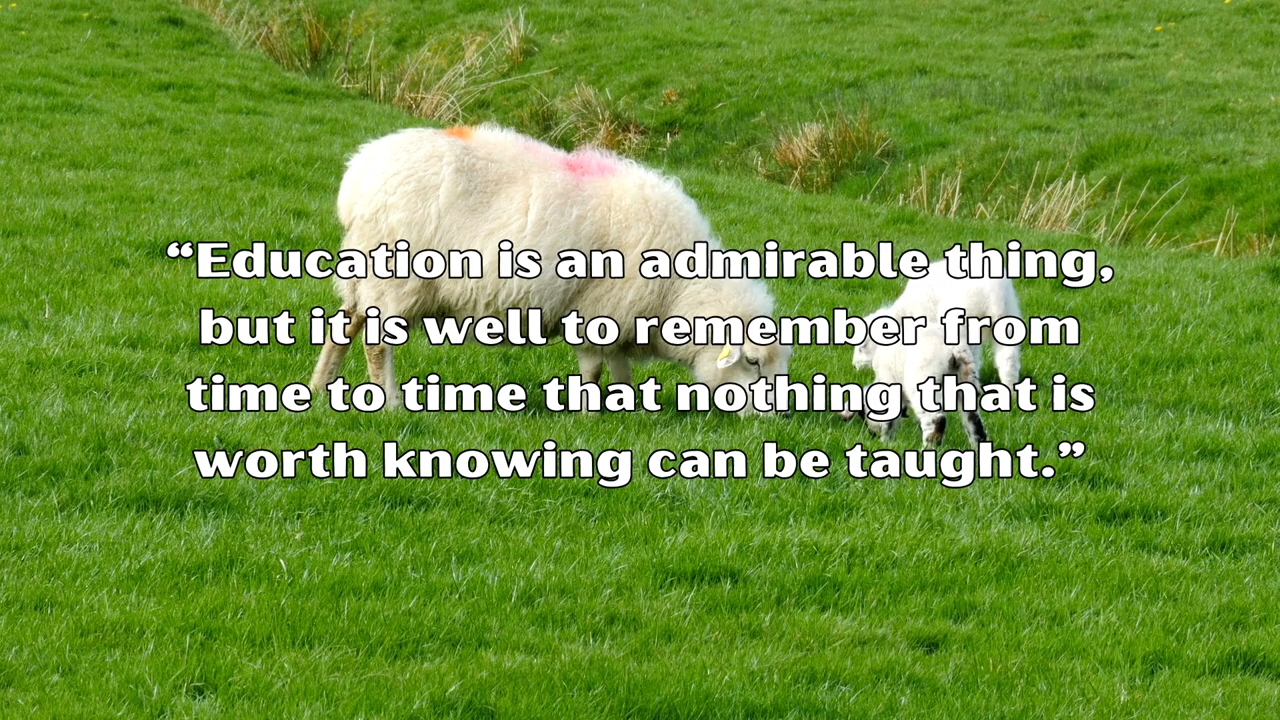 “Education is an admirable thing,
but it is well to remember from
time to time that nothing that is
worth knowing can be taught.”